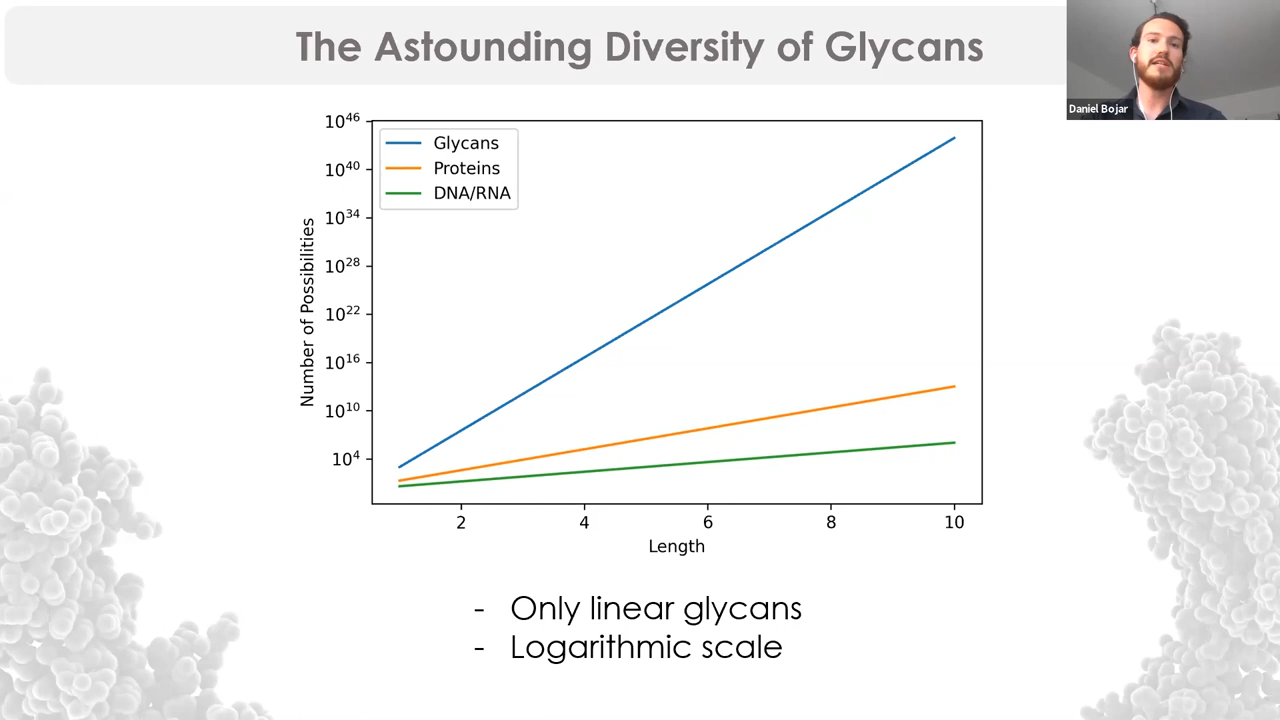 The Astounding Diversity of Glycans
Daniel Bojar
10⁴⁶
10⁴⁰
10³⁴
10²⁸
10²²
10¹⁶
10¹⁰
10⁴
Number of Possibilities
Glycans
Proteins
DNA/RNA
2 4 6 8 10
Length
- Only linear glycans
- Logarithmic scale